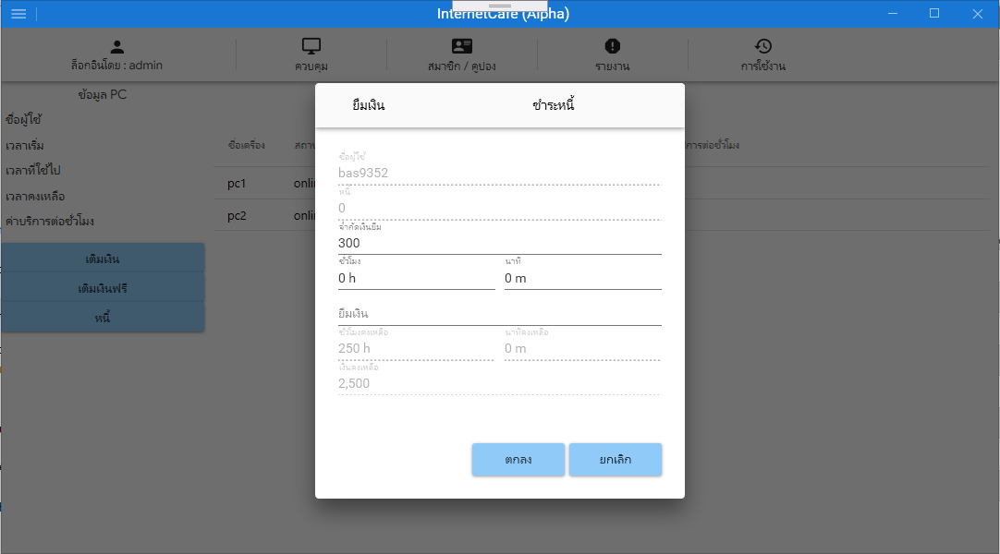 InternetCafe (Alpha)
ล็อกอินโดย : admin
ควบคุม
สมาชิก / คูปอง
รายงาน
การใช้งาน
ข้อมูล PC
ชื่อผู้ใช้
เวลาเริ่ม
เวลาที่ใช้ไป
เวลาคงเหลือ
ค่าบริการต่อชั่วโมง
เติมเงิน
เติมเงินฟรี
หนี้
ชื่อเครื่อง
สถาน
การต่อชั่วโมง
pc1
onlin
pc2
onlin
ยืมเงิน
ชำระหนี้
ชื่อผู้ใช้
bas9352
หนี้
0
จำกัดเงินยืม
300
ชั่วโมง
นาที
0 h
0 m
ยืมเงิน
ชั่วโมงคงเหลือ
นาทีคงเหลือ
250 h
0 m
เงินคงเหลือ
2,500
ตกลง
ยกเลิก